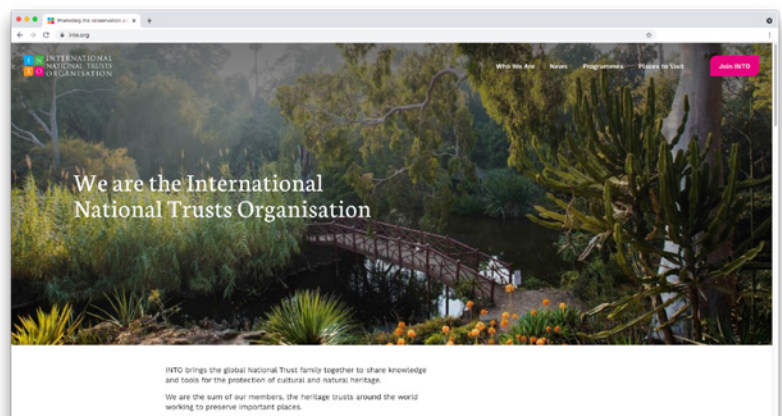 Promoting the conservation o
into.org
I N INTERNATIONAL
NATIONAL TRUSTS
T O ORGANISATION
Who We Are News Programmes Places to Visit Join INTO
We are the International
National Trusts Organisation
INTO brings the global National Trust family together to share knowledge
and tools for the protection of cultural and natural heritage.
We are the sum of our members, the heritage trusts around the world
working to preserve important places.